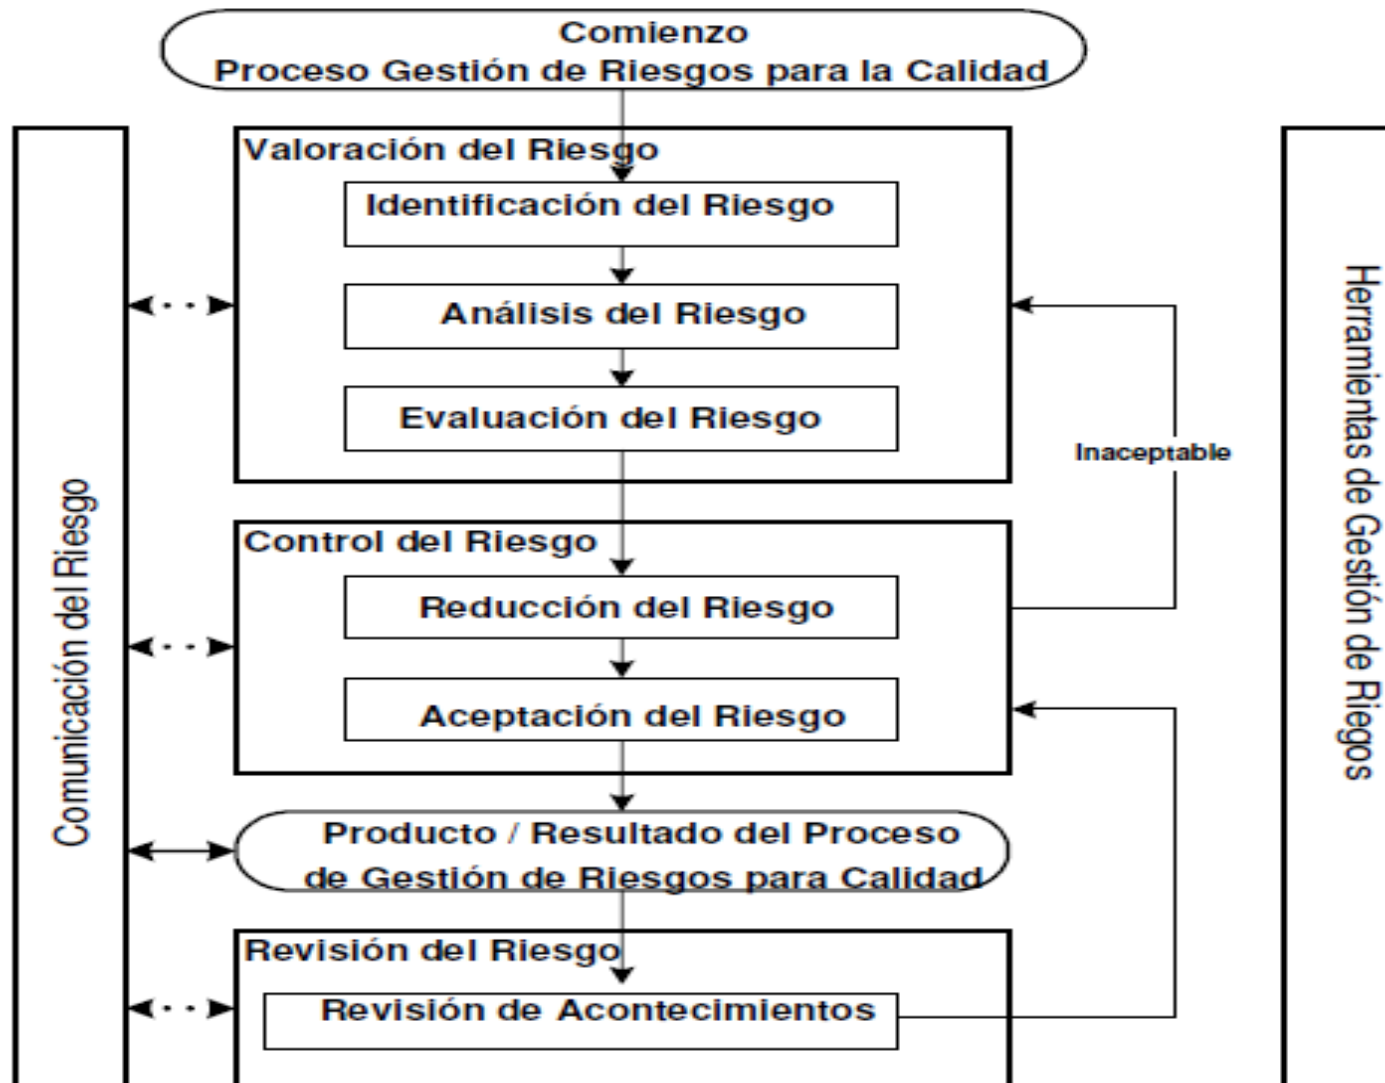 Comienzo
Proceso Gestión de Riesgos para la Calidad
Valoración del Riesgo
Identificación del Riesgo
Análisis del Riesgo
Evaluación del Riesgo
Inaceptable
Control del Riesgo
Reducción del Riesgo
Aceptación del Riesgo
Producto / Resultado del Proceso
de Gestión de Riesgos para Calidad
Revisión del Riesgo
Revisión de Acontecimientos
Comunicación del Riesgo
Herramientas de Gestión de Riegos